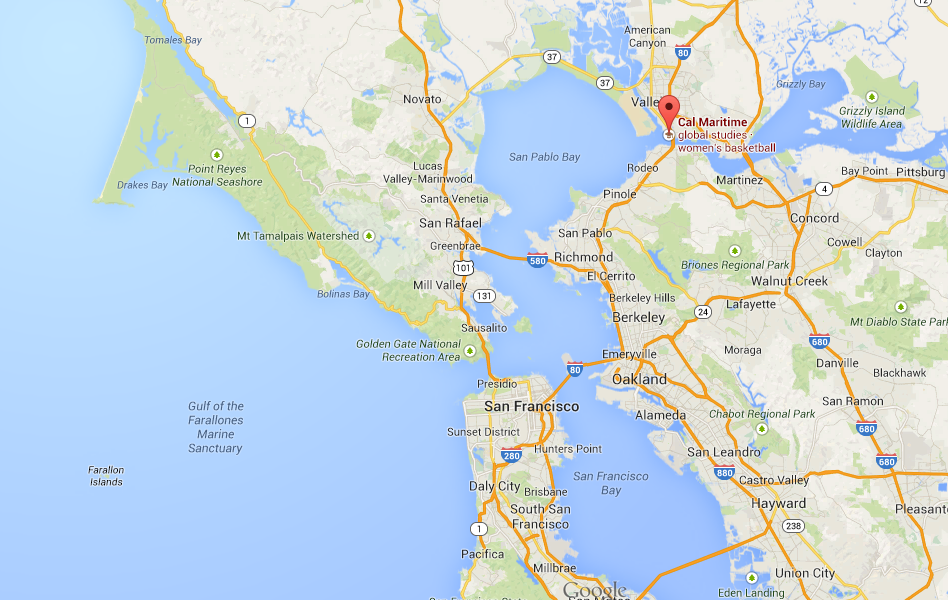 12
Tomales Bay
American
Canyon
80
37
37
Grizzly Bay
Novato
Valle
Grizzly Island
Wildlife Area
1
Cal Maritime
global studies ·
women's basketball
Point Reyes
National Seashore
San Pablo Bay
Lucas
Valley-Marinwood
Rodeo
Bay Point
Pittsburg
Drakes Bay
Martinez
4
Santa Venetia
Pinole
San Rafael
Concord
Mt Tamalpais Watershed
San Pablo
Greenbrae
Cowell
Clayton
580
Richmond
Briones Regional Park
101
El Cerrito
Walnut Creek
Mill Valley
Bolinas Bay
131
Berkeley Hills
Lafayette
24
Berkeley
Mt Diablo State Park
Sausalito
680
Golden Gate National
Recreation Area
Emeryville
Moraga
Danville
80
Blackhawk
Presidio
Oakland
San Francisco
San Ramon
Gulf of the
Farallones
Marine
Sanctuary
Alameda
Chabot Regional Park
680
Sunset District
Hunters Point
San Leandro
280
680
Farallon
Islands
San Francisco
Bay
880
Castro Valley
Daly City
Brisbane
Hayward
South San
Francisco
Pleasant
1
238
Pacifica
Millbrae
Union City
Google
Eden Landing